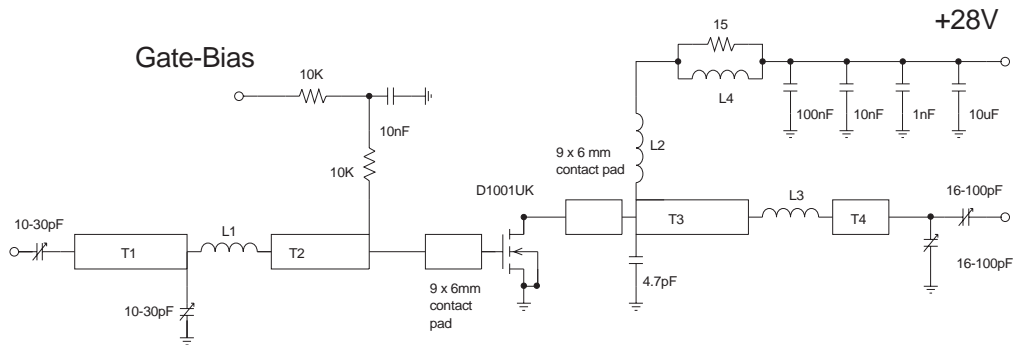 +28V
15
Gate-Bias
10K
L4
100nF
10nF
1nF
10uF
10nF
L2
9 x 6 mm
contact pad
10K
D1001UK
L3
16-100pF
10-30pF
L1
T3
T4
T1
T2
16-100pF
4.7pF
9 x 6mm
contact
pad
10-30pF